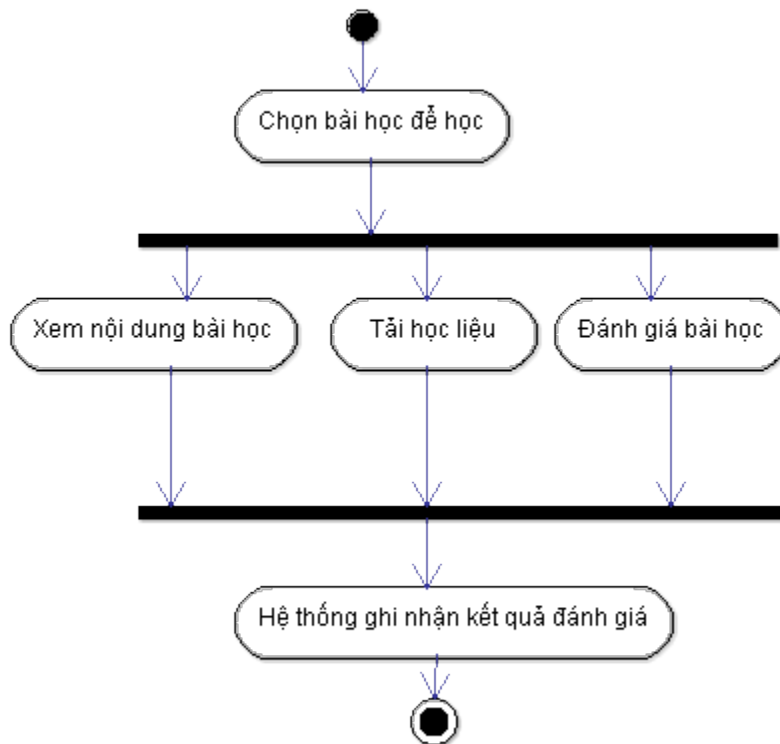 Chọn bài học để học
Xem nội dung bài học
Tải học liệu
Đánh giá bài học
Hệ thống ghi nhận kết quả đánh giá